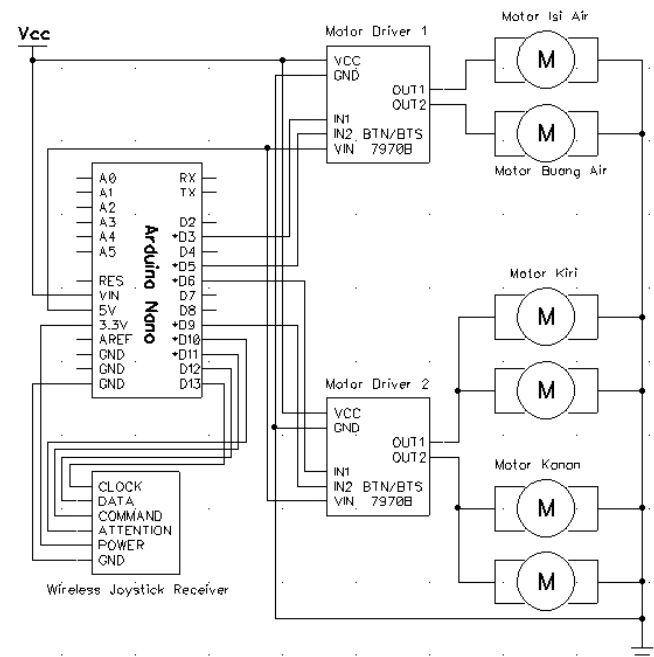 Vcc
Motor Driver 1
VCC
GND
OUT1
OUT2
IN1
IN2 BTN/BTS
VIN 7970B
Motor Isi Air
M
M
Motor Buang Air
A0 RX
A1 TX
A2
A3 D2
A4 *D3
A5 D4
*D5
RES *D6
VIN D7
5V D8
3.3V *D9
AREF *D10
GND *D11
GND D12
GND D13
Arduino Nano
Motor Kiri
M
M
Motor Driver 2
VCC
GND
OUT1
OUT2
IN1
IN2 BTN/BTS
VIN 7970B
Motor Kanan
M
M
CLOCK
DATA
COMMAND
ATTENTION
POWER
GND
Wireless Joystick Receiver